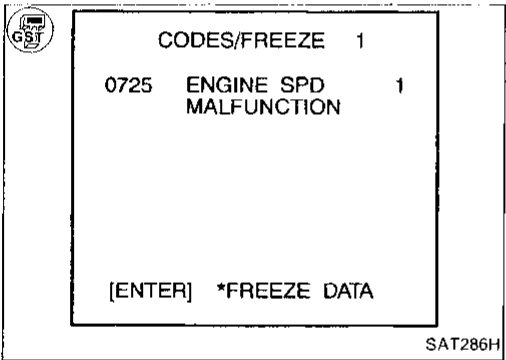 GST
CODES/FREEZE 1
0725 ENGINE SPD 1
MALFUNCTION
[ENTER] *FREEZE DATA
SAT286H